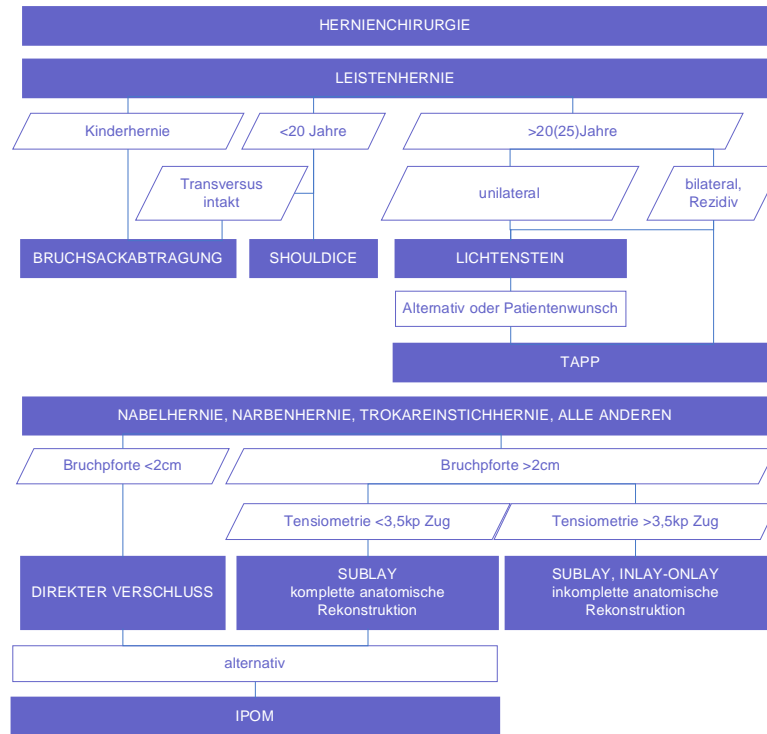 HERNIENCHIRURGIE
LEISTENHERNIE
Kinderhernie
<20 Jahre
>20(25)Jahre
Transversus
intakt
unilateral
bilateral,
Rezidiv
BRUCHSACKABTRAGUNG
SHOULDICE
LICHTENSTEIN
Alternativ oder Patientenwunsch
TAPP
NABELHERNIE, NARBENHERNIE, TROKAREINSTICHHERNIE, ALLE ANDEREN
Bruchpforte <2cm
Bruchpforte >2cm
Tensiometrie <3,5kp Zug
Tensiometrie >3,5kp Zug
DIREKTER VERSCHLUSS
SUBLAY
komplette anatomische
Rekonstruktion
SUBLAY, INLAY-ONLAY
inkomplette anatomische
Rekonstruktion
alternativ
IPOM